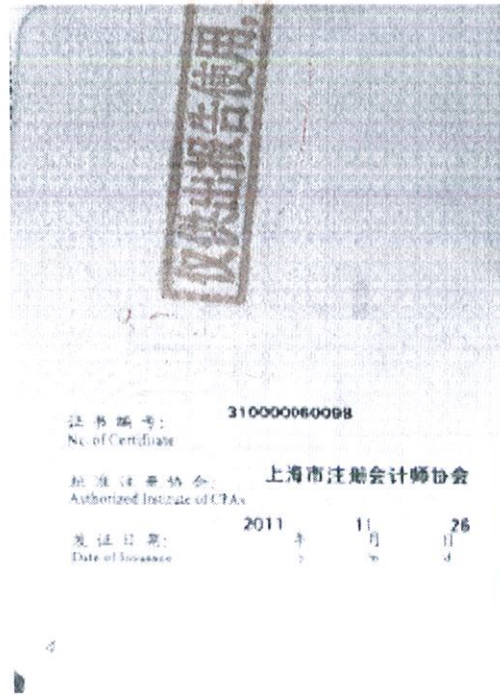 仅供出报告使用,
证书编号: 310000060098
No. of Certificate
批准注册协会: 上海市注册会计师协会
Authorized Institute of CPAs
发证日期: 2011 年 11 月 26 日
Date of Issuance y m d
4